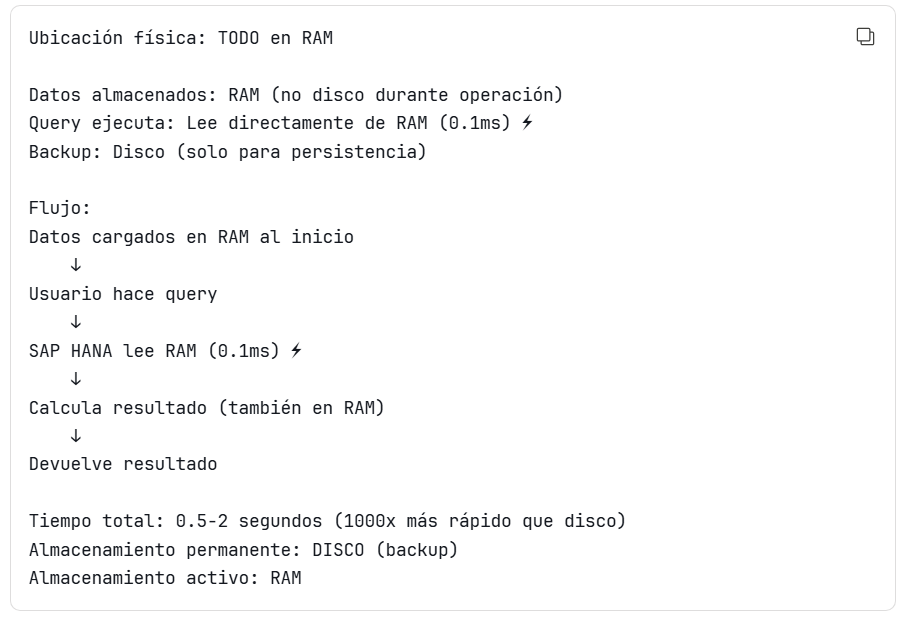 Ubicación física: TODO en RAM
Datos almacenados: RAM (no disco durante operación)
Query ejecuta: Lee directamente de RAM (0.1ms) ⚡
Backup: Disco (solo para persistencia)
Flujo:
Datos cargados en RAM al inicio
↓
Usuario hace query
↓
SAP HANA lee RAM (0.1ms) ⚡
↓
Calcula resultado (también en RAM)
↓
Devuelve resultado
Tiempo total: 0.5-2 segundos (1000x más rápido que disco)
Almacenamiento permanente: DISCO (backup)
Almacenamiento activo: RAM